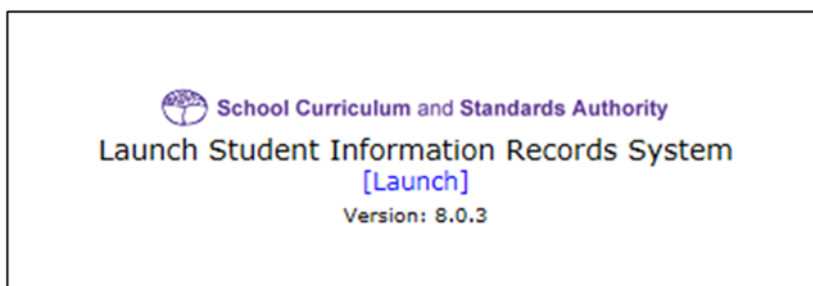 School Curriculum and Standards Authority
Launch Student Information Records System
[Launch]
Version: 8.0.3